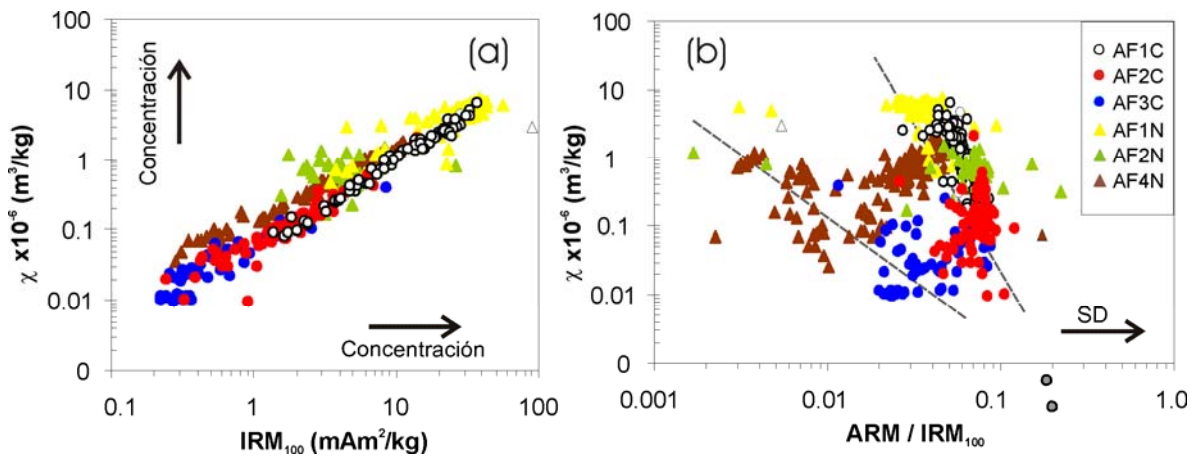 (a)
100
10
1
0.1
0.01
0
χ x10⁻⁶ (m³/kg)
Concentración
Concentración
0.1
1
10
100
IRM₁₀₀ (mAm²/kg)
(b)
100
10
1
0.1
0.01
0
χ x10⁻⁶ (m³/kg)
AF1C
AF2C
AF3C
AF1N
AF2N
AF4N
SD
0.001
0.01
0.1
1.0
ARM / IRM₁₀₀